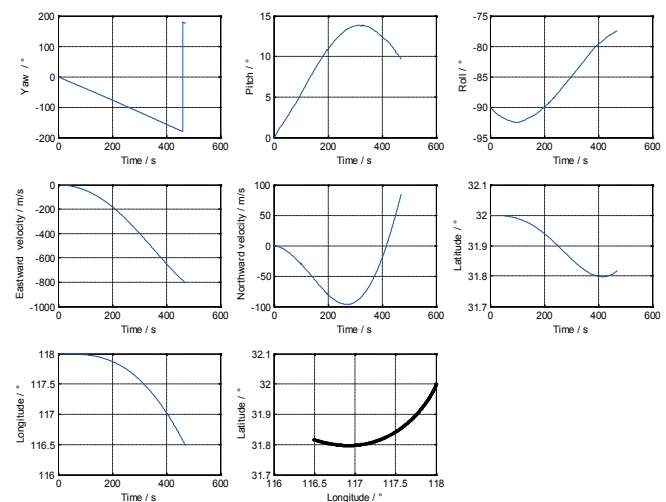 200
100
0
-100
-200
0 200 400 600
Yaw / °
Time / s
15
10
5
0
0 200 400 600
Pitch / °
Time / s
-75
-80
-85
-90
-95
0 200 400 600
Roll / °
Time / s
0
-200
-400
-600
-800
-1000
0 200 400 600
Eastward velocity / m/s
Time / s
100
50
0
-50
-100
0 200 400 600
Northward velocity / m/s
Time / s
32.1
32
31.9
31.8
31.7
0 200 400 600
Latitude / °
Time / s
118
117.5
117
116.5
116
0 200 400 600
Longitude / °
Time / s
32.1
32
31.9
31.8
31.7
116 116.5 117 117.5 118
Latitude / °
Longitude / °